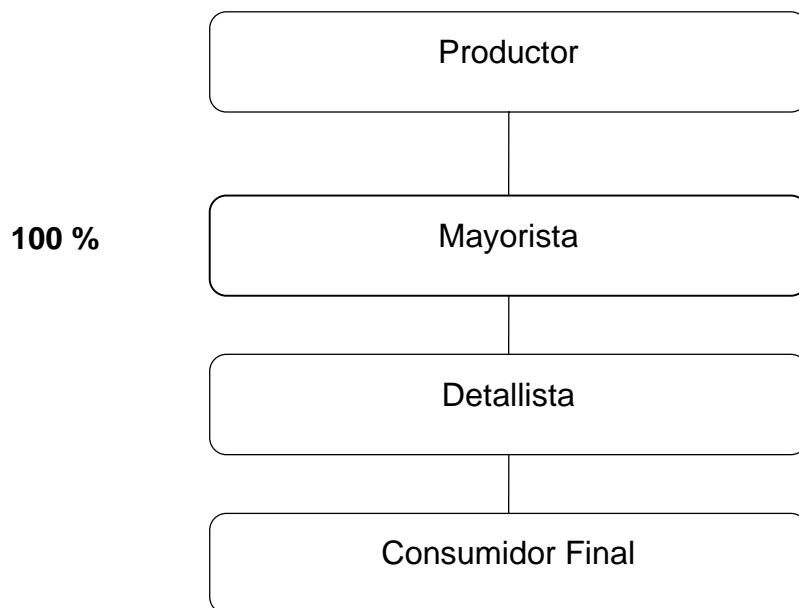 Productor
100 %
Mayorista
Detallista
Consumidor Final